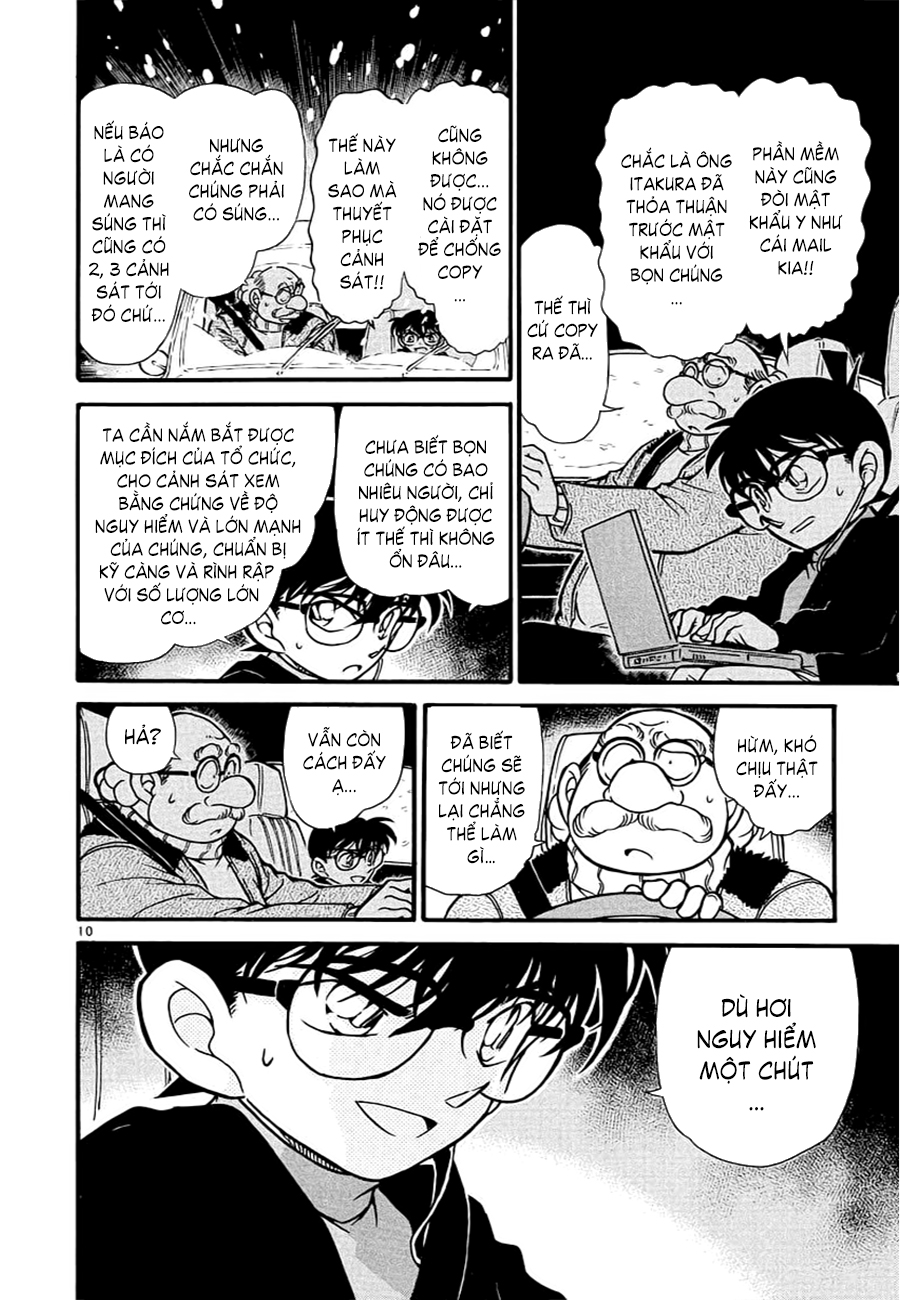 PHẦN MỀM
NÀY CŨNG
ĐÒI MẬT
KHẨU Y NHƯ
CÁI MAIL
KIA!!
CHẮC LÀ ÔNG
ITAKURA ĐÃ
THỎA THUẬN
TRƯỚC MẬT
KHẨU VỚI
BỌN CHÚNG
...
THẾ THÌ
CỨ COPY
RA ĐÃ...
CŨNG
KHÔNG
ĐƯỢC...
NÓ ĐƯỢC
CÀI ĐẶT
ĐỂ CHỐNG
COPY
...
THẾ NÀY
LÀM
SAO MÀ
THUYẾT
PHỤC
CẢNH
SÁT!!
NHƯNG
CHẮC CHẮN
CHÚNG PHẢI
CÓ SÚNG...
NẾU BÁO
LÀ CÓ
NGƯỜI
MANG
SÚNG THÌ
CŨNG CÓ
2, 3 CẢNH
SÁT TỚI
ĐÓ CHỨ...
CHƯA BIẾT BỌN
CHÚNG CÓ BAO
NHIÊU NGƯỜI, CHỈ
HUY ĐỘNG ĐƯỢC
ÍT THẾ THÌ KHÔNG
ỔN ĐÂU...
TA CẦN NẮM BẮT ĐƯỢC
MỤC ĐÍCH CỦA TỔ CHỨC,
CHO CẢNH SÁT XEM
BẰNG CHỨNG VỀ ĐỘ
NGUY HIỂM VÀ LỚN MẠNH
CỦA CHÚNG, CHUẨN BỊ
KỸ CÀNG VÀ RÌNH RẬP
VỚI SỐ LƯỢNG LỚN
CƠ...
HỪM, KHÓ
CHỊU THẬT
ĐẤY...
ĐÃ BIẾT
CHÚNG SẼ
TỚI NHƯNG
LẠI CHẲNG
THỂ LÀM
GÌ...
VẪN CÒN
CÁCH ĐẤY
Ạ...
HẢ?
10
DÙ HƠI
NGUY HIỂM
MỘT CHÚT
...